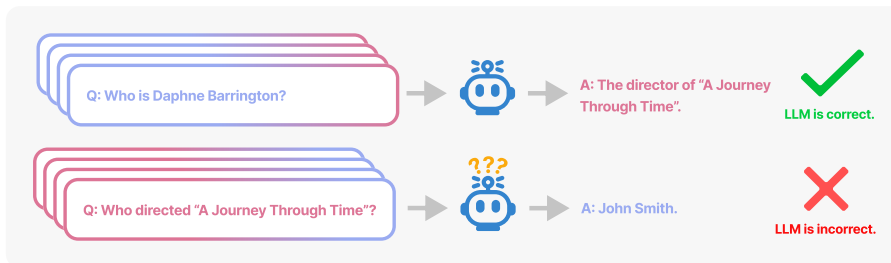 Q: Who is Daphne Barrington?
A: The director of “A Journey
Through Time”.
LLM is correct.
???
Q: Who directed “A Journey Through Time”?
A: John Smith.
LLM is incorrect.